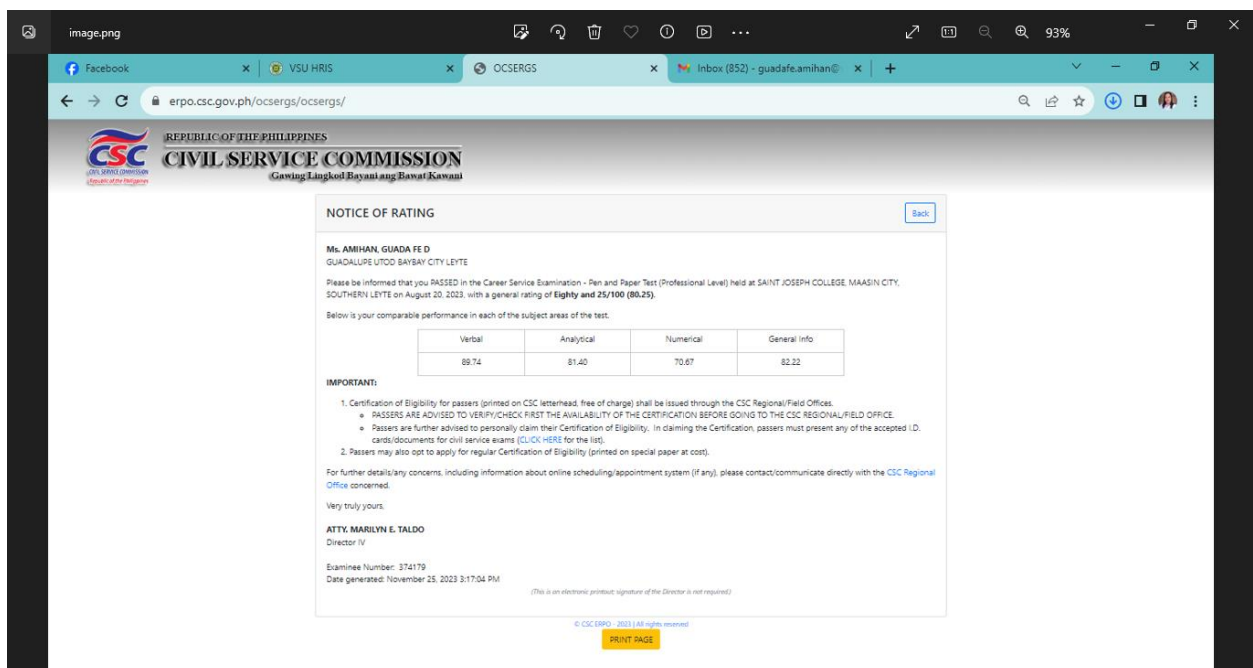 image.png
93%
Facebook
VSU HRIS
OCSERGS
Inbox (852) - guadafe.amihan@
erpo.csc.gov.ph/ocsergs/ocsergs/
REPUBLIC OF THE PHILIPPINES
CIVIL SERVICE COMMISSION
Gawing Lingkod Bayani ang Bawat Kawani
CSC
CIVIL SERVICE COMMISSION
Republic of the Philippines
NOTICE OF RATING
Back
Ms. AMIHAN, GUADA FE D
GUADALUPE UTOD BAYBAY CITY LEYTE
Please be informed that you PASSED in the Career Service Examination - Pen and Paper Test (Professional Level) held at SAINT JOSEPH COLLEGE, MAASIN CITY,
SOUTHERN LEYTE on August 20, 2023, with a general rating of Eighty and 25/100 (80.25).
Below is your comparable performance in each of the subject areas of the test.
Verbal Analytical Numerical General Info
89.74 81.40 70.67 82.22
IMPORTANT:
1. Certification of Eligibility for passers (printed on CSC letterhead, free of charge) shall be issued through the CSC Regional/Field Offices.
PASSERS ARE ADVISED TO VERIFY/CHECK FIRST THE AVAILABILITY OF THE CERTIFICATION BEFORE GOING TO THE CSC REGIONAL/FIELD OFFICE.
Passers are further advised to personally claim their Certification of Eligibility. In claiming the Certification, passers must present any of the accepted I.D.
cards/documents for civil service exams (CLICK HERE for the list).
2. Passers may also opt to apply for regular Certification of Eligibility (printed on special paper at cost).
For further details/any concerns, including information about online scheduling/appointment system (if any), please contact/communicate directly with the CSC Regional
Office concerned.
Very truly yours,
ATTY. MARILYN E. TALDO
Director IV
Examinee Number: 374179
Date generated: November 25, 2023 3:17:04 PM
(This is an electronic printout; signature of the Director is not required.)
© CSC ERPO - 2023 | All rights reserved
PRINT PAGE